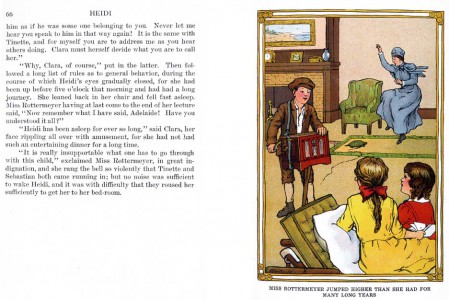 66 HEIDI
him as if he was some one belonging to you. Never let me
hear you speak to him in that way again! It is the same with
Tinette, and for myself you are to address me as you hear
others doing. Clara must herself decide what you are to call
her."
"Why, Clara, of course," put in the latter. Then fol-
lowed a long list of rules as to general behavior, during the
course of which Heidi's eyes gradually closed, for she had
been up before five o'clock that morning and had had a long
journey. She leaned back in her chair and fell fast asleep.
Miss Rottermeyer having at last come to the end of her lecture
said, "Now remember what I have said, Adelaide! Have you
understood it all?"
"Heidi has been asleep for ever so long," said Clara, her
face rippling all over with amusement, for she had not had
such an entertaining dinner for a long time.
"It is really insupportable what one has to go through
with this child," exclaimed Miss Rottermeyer, in great in-
dignation, and she rang the bell so violently that Tinette and
Sebastian both came running in; but no noise was sufficient
to wake Heidi, and it was with difficulty that they roused her
sufficiently to get her to her bed-room.
MISS ROTTERMEYER JUMPED HIGHER THAN SHE HAD FOR
MANY LONG YEARS